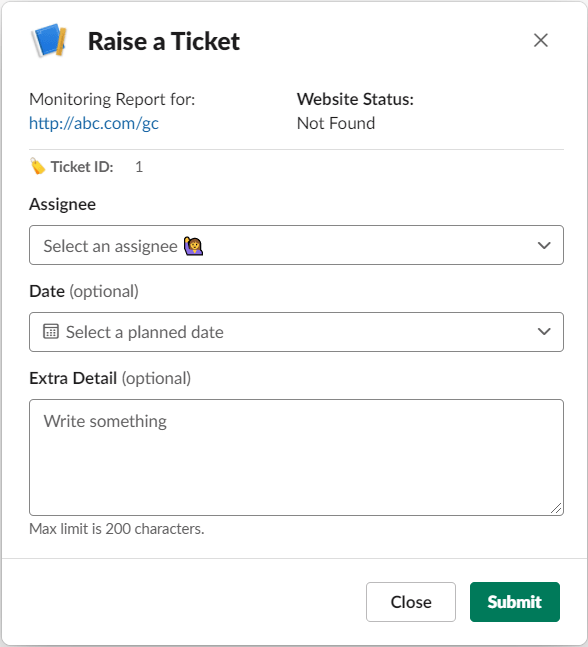 Raise a Ticket
Monitoring Report for:
http://abc.com/gc
Website Status:
Not Found
Ticket ID: 1
Assignee
Select an assignee 🙋‍♀️
Date (optional)
Select a planned date
Extra Detail (optional)
Write something
Max limit is 200 characters.
Close
Submit